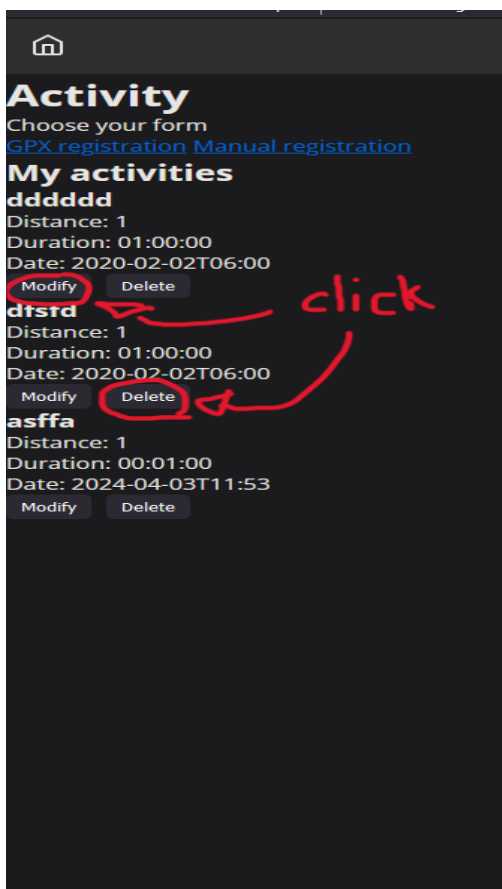 Activity
Choose your form
GPX registration Manual registration
My activities
dddddd
Distance: 1
Duration: 01:00:00
Date: 2020-02-02T06:00
Modify Delete
click
dfsfd
Distance: 1
Duration: 01:00:00
Date: 2020-02-02T06:00
Modify Delete
asffa
Distance: 1
Duration: 00:01:00
Date: 2024-04-03T11:53
Modify Delete